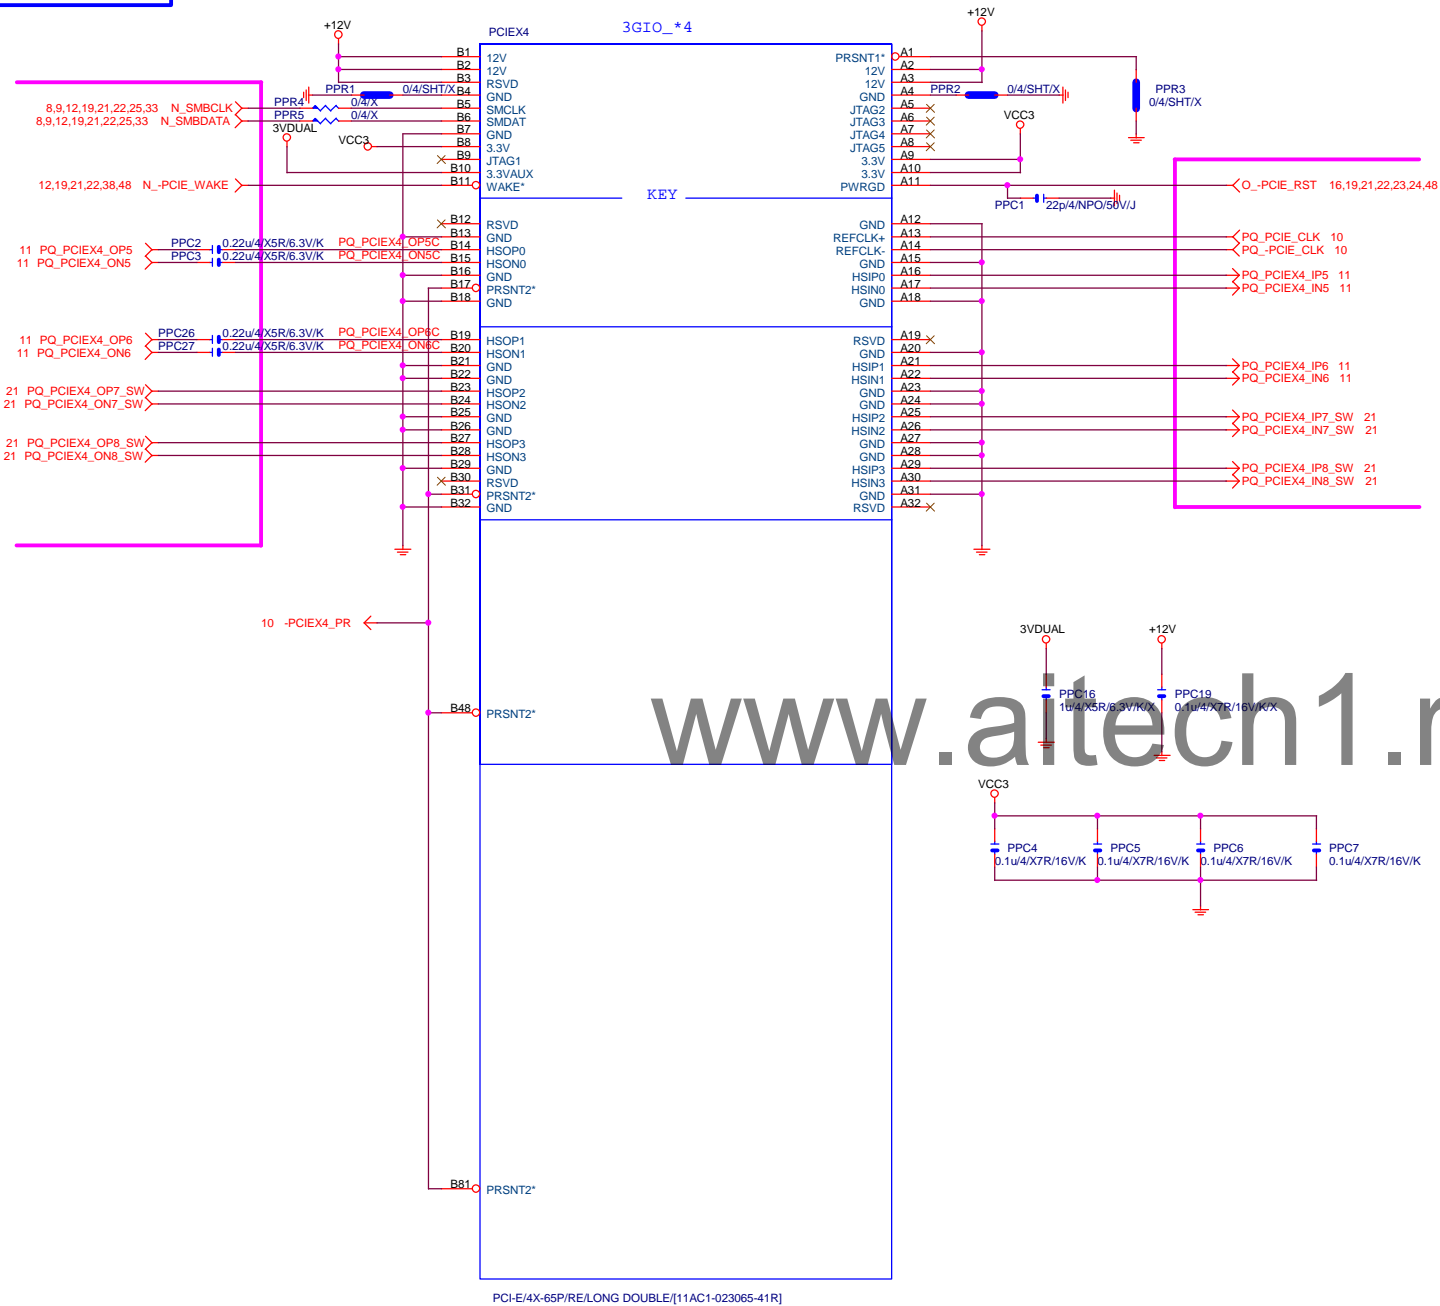 +12V
PCIEX4
3GIO_*4
+12V
B1 12V
B2 12V
B3 RSVD
B4 GND
B5 SMCLK
B6 SMDAT
B7 GND
B8 3.3V
B9 JTAG1
B10 3.3VAUX
B11 WAKE*
KEY
B12 RSVD
B13 GND
B14 HSOP0
B15 HSON0
B16 GND
B17 PRSNT2*
B18 GND
B19 HSOP1
B20 HSON1
B21 GND
B22 GND
B23 HSOP2
B24 HSON2
B25 GND
B26 GND
B27 HSOP3
B28 HSON3
B29 GND
B30 RSVD
B31 PRSNT2*
B32 GND
B48 PRSNT2*
B81 PRSNT2*
PRSNT1* A1
12V A2
12V A3
GND A4
JTAG2 A5
JTAG3 A6
JTAG4 A7
JTAG5 A8
3.3V A9
3.3V A10
PWRGD A11
GND A12
REFCLK+ A13
REFCLK- A14
GND A15
HSIP0 A16
HSIN0 A17
GND A18
RSVD A19
GND A20
HSIP1 A21
HSIN1 A22
GND A23
GND A24
HSIP2 A25
HSIN2 A26
GND A27
GND A28
HSIP3 A29
HSIN3 A30
GND A31
RSVD A32
PPR1 0/4/SHT/X
8,9,12,19,21,22,25,33 N_SMBCLK PPR4 0/4/X
8,9,12,19,21,22,25,33 N_SMBDATA PPR5 0/4/X
3VDUAL
VCC3
12,19,21,22,38,48 N_-PCIE_WAKE
11 PQ_PCIEX4_OP5 PPC2 0.22u/4/X5R/6.3V/K PQ_PCIEX4_OP5C
11 PQ_PCIEX4_ON5 PPC3 0.22u/4/X5R/6.3V/K PQ_PCIEX4_ON5C
11 PQ_PCIEX4_OP6 PPC26 0.22u/4/X5R/6.3V/K PQ_PCIEX4_OP6C
11 PQ_PCIEX4_ON6 PPC27 0.22u/4/X5R/6.3V/K PQ_PCIEX4_ON6C
21 PQ_PCIEX4_OP7_SW
21 PQ_PCIEX4_ON7_SW
21 PQ_PCIEX4_OP8_SW
21 PQ_PCIEX4_ON8_SW
10 -PCIEX4_PR
PPR2 0/4/SHT/X
PPR3
0/4/SHT/X
VCC3
O_-PCIE_RST 16,19,21,22,23,24,48
PPC1 22p/4/NPO/50V/J
PQ_PCIE_CLK 10
PQ_-PCIE_CLK 10
PQ_PCIEX4_IP5 11
PQ_PCIEX4_IN5 11
PQ_PCIEX4_IP6 11
PQ_PCIEX4_IN6 11
PQ_PCIEX4_IP7_SW 21
PQ_PCIEX4_IN7_SW 21
PQ_PCIEX4_IP8_SW 21
PQ_PCIEX4_IN8_SW 21
3VDUAL
+12V
PPC16
1u/4/X5R/6.3V/K/X
PPC19
0.1u/4/X7R/16V/K/X
www.aitech1.r
VCC3
PPC4
0.1u/4/X7R/16V/K
PPC5
0.1u/4/X7R/16V/K
PPC6
0.1u/4/X7R/16V/K
PPC7
0.1u/4/X7R/16V/K
PCI-E/4X-65P/RE/LONG DOUBLE/[11AC1-023065-41R]